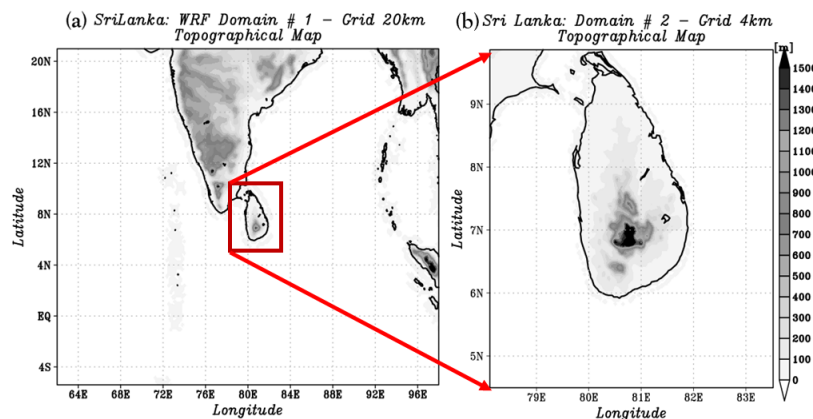 (a) SriLanka: WRF Domain # 1 – Grid 20km
Topographical Map
20N
16N
12N
8N
4N
EQ
4S
Latitude
64E 68E 72E 76E 80E 84E 88E 92E 96E
Longitude
(b) Sri Lanka: Domain # 2 – Grid 4km
Topographical Map
9N
8N
7N
6N
5N
Latitude
79E 80E 81E 82E 83E
Longitude
[m]
1500
1400
1300
1200
1100
1000
900
800
700
600
500
400
300
200
100
0